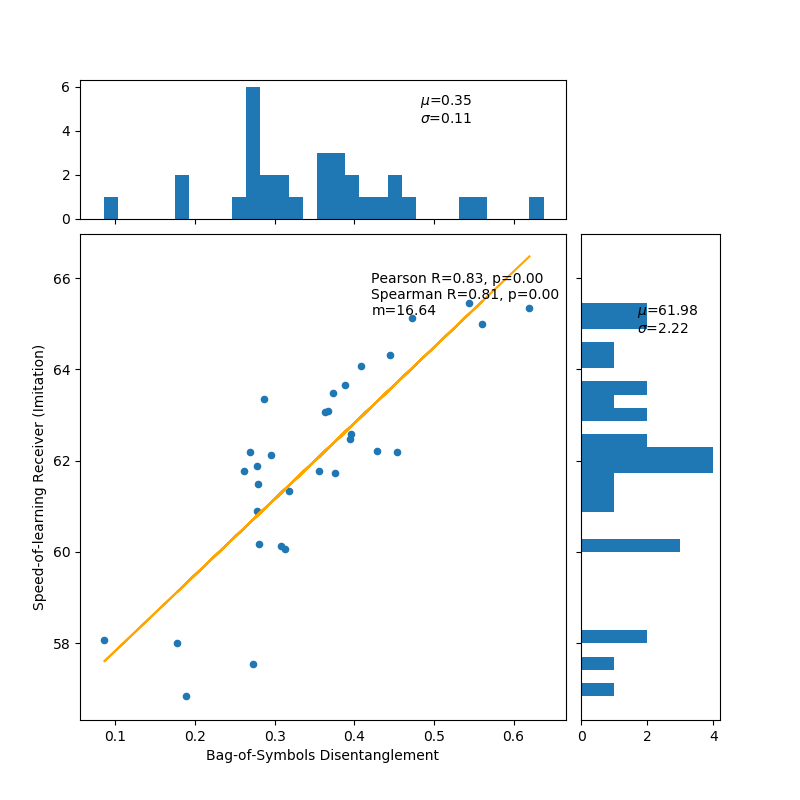 6
4
2
0
μ=0.35
σ=0.11
66
64
62
60
58
Speed-of-learning Receiver (Imitation)
Pearson R=0.83, p=0.00
Spearman R=0.81, p=0.00
m=16.64
μ=61.98
σ=2.22
0.1 0.2 0.3 0.4 0.5 0.6
Bag-of-Symbols Disentanglement
0 2 4